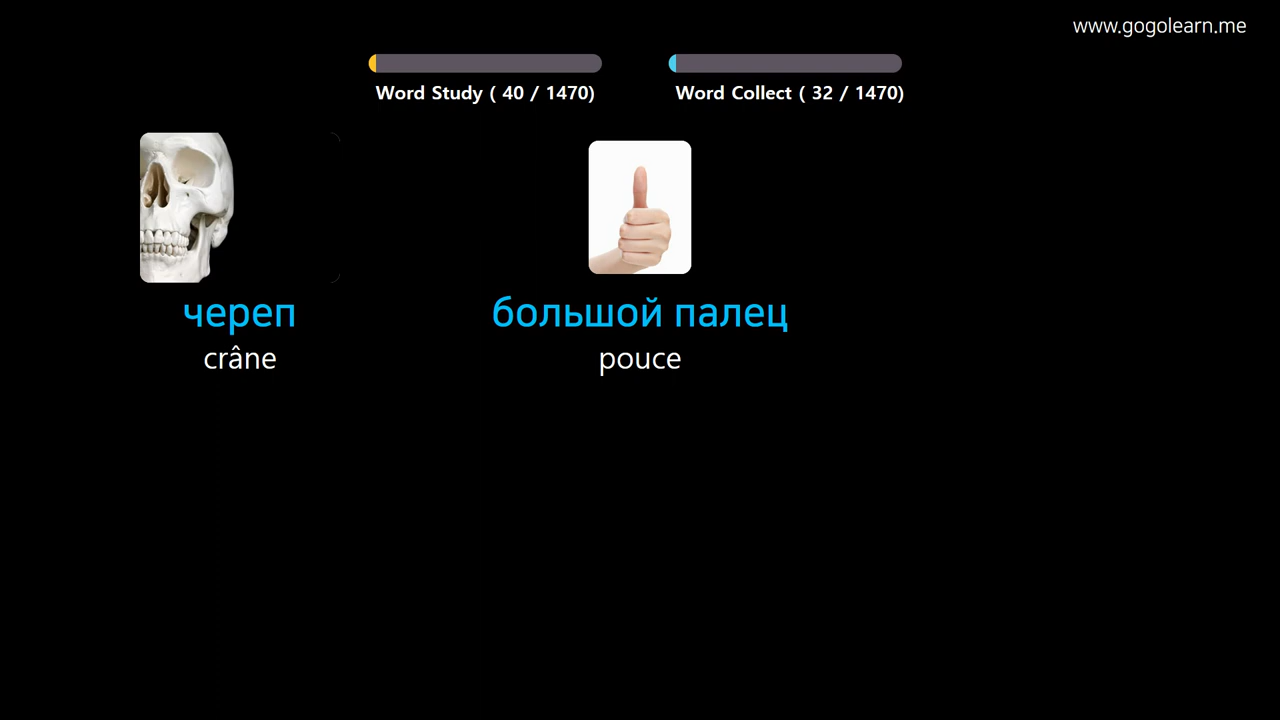 www.gogolearn.me
Word Study ( 40 / 1470)
Word Collect ( 32 / 1470)
череп
crâne
большой палец
pouce